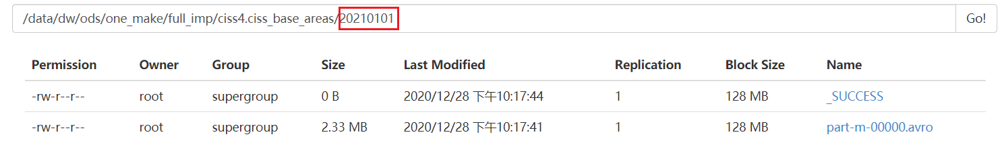 /data/dw/ods/one_make/full_imp/ciss4.ciss_base_areas/20210101 Go!
Permission Owner Group Size Last Modified Replication Block Size Name
-rw-r--r-- root supergroup 0 B 2020/12/28 下午10:17:44 1 128 MB _SUCCESS
-rw-r--r-- root supergroup 2.33 MB 2020/12/28 下午10:17:41 1 128 MB part-m-00000.avro